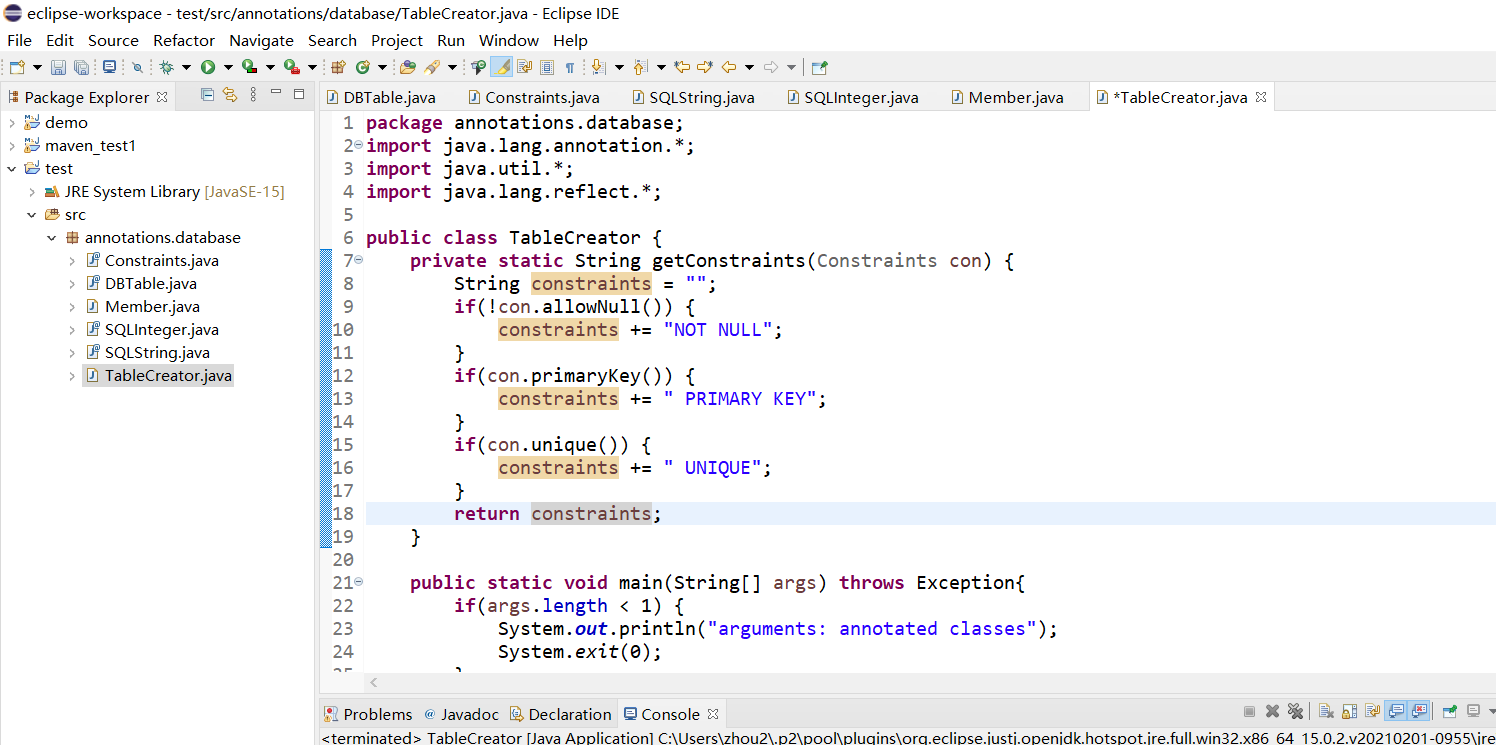 eclipse-workspace - test/src/annotations/database/TableCreator.java - Eclipse IDE
File Edit Source Refactor Navigate Search Project Run Window Help
Package Explorer
demo
maven_test1
test
JRE System Library [JavaSE-15]
src
annotations.database
Constraints.java
DBTable.java
Member.java
SQLInteger.java
SQLString.java
TableCreator.java
DBTable.java Constraints.java SQLString.java SQLInteger.java Member.java *TableCreator.java
1 package annotations.database;
2 import java.lang.annotation.*;
3 import java.util.*;
4 import java.lang.reflect.*;
5
6 public class TableCreator {
7 private static String getConstraints(Constraints con) {
8 String constraints = "";
9 if(!con.allowNull()) {
10 constraints += "NOT NULL";
11 }
12 if(con.primaryKey()) {
13 constraints += " PRIMARY KEY";
14 }
15 if(con.unique()) {
16 constraints += " UNIQUE";
17 }
18 return constraints;
19 }
20
21 public static void main(String[] args) throws Exception{
22 if(args.length < 1) {
23 System.out.println("arguments: annotated classes");
24 System.exit(0);
25 }
Problems Javadoc Declaration Console
<terminated> TableCreator [Java Application] C:\Users\zhou2\.p2\pool\plugins\org.eclipse.justj.openjdk.hotspot.jre.full.win32.x86_64_15.0.2.v20210201-0955\jre